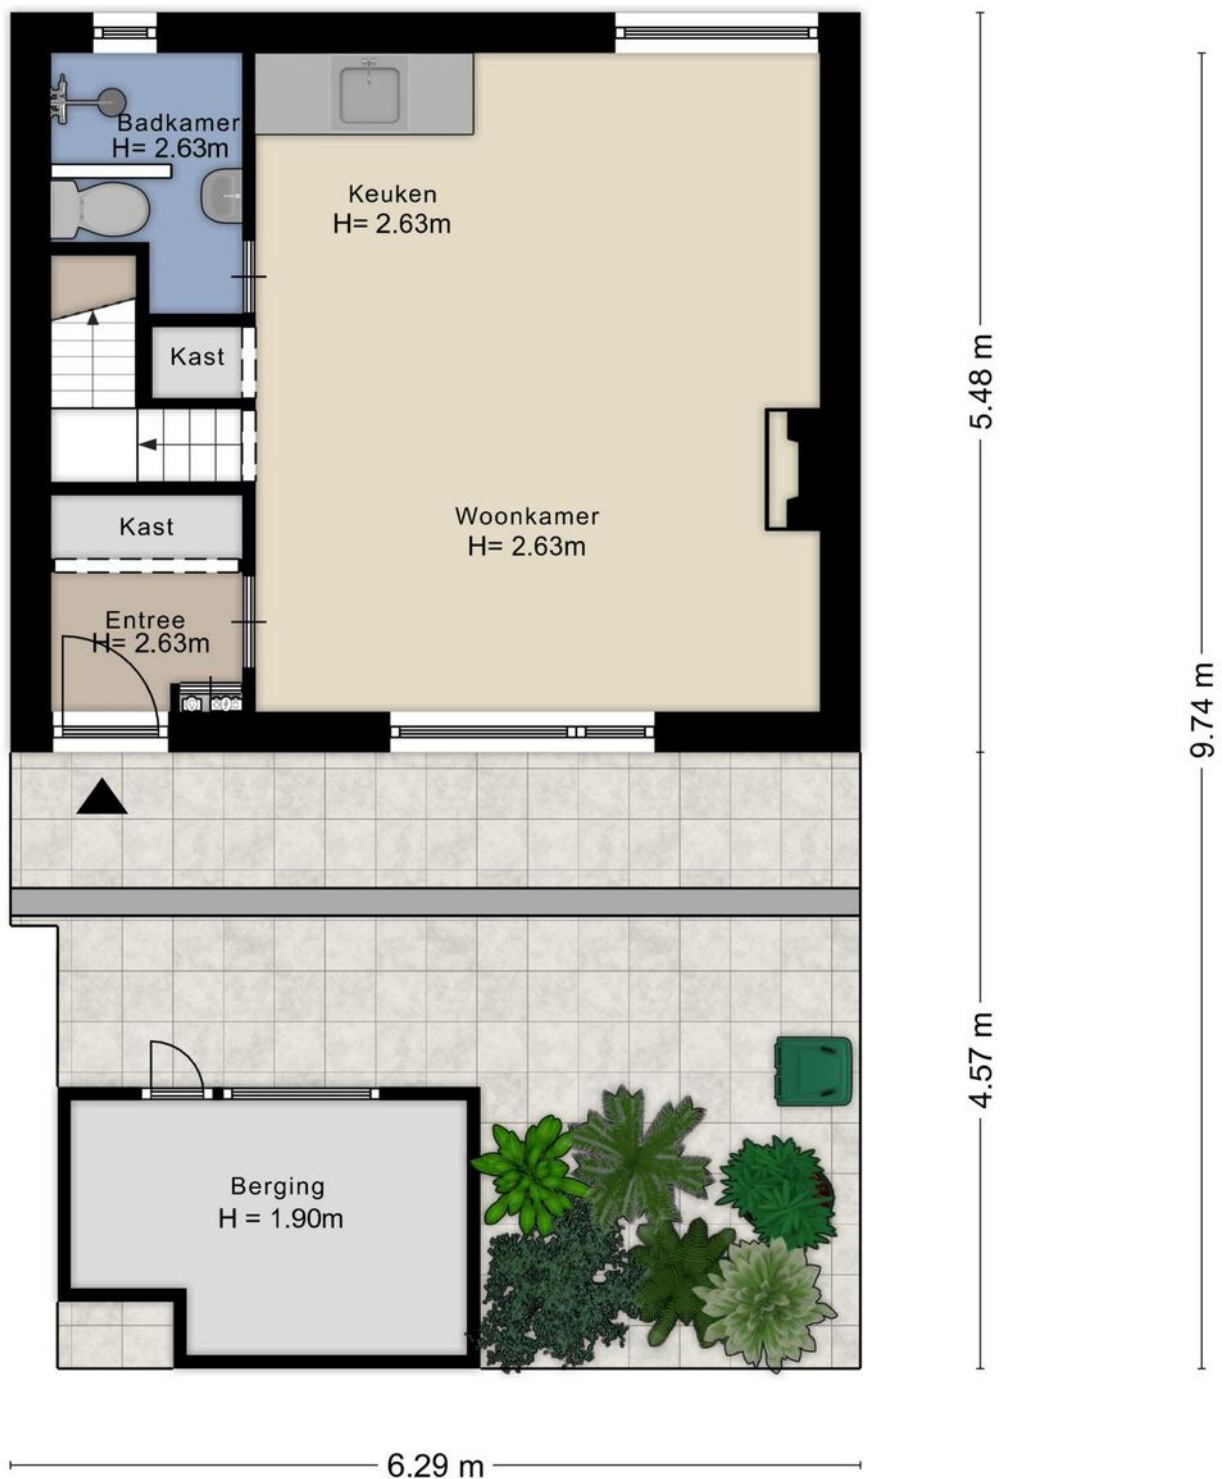 Badkamer
H= 2.63m
Keuken
H= 2.63m
Kast
5.48 m
Woonkamer
H= 2.63m
Kast
Entree
H= 2.63m
9.74 m
4.57 m
Berging
H = 1.90m
6.29 m